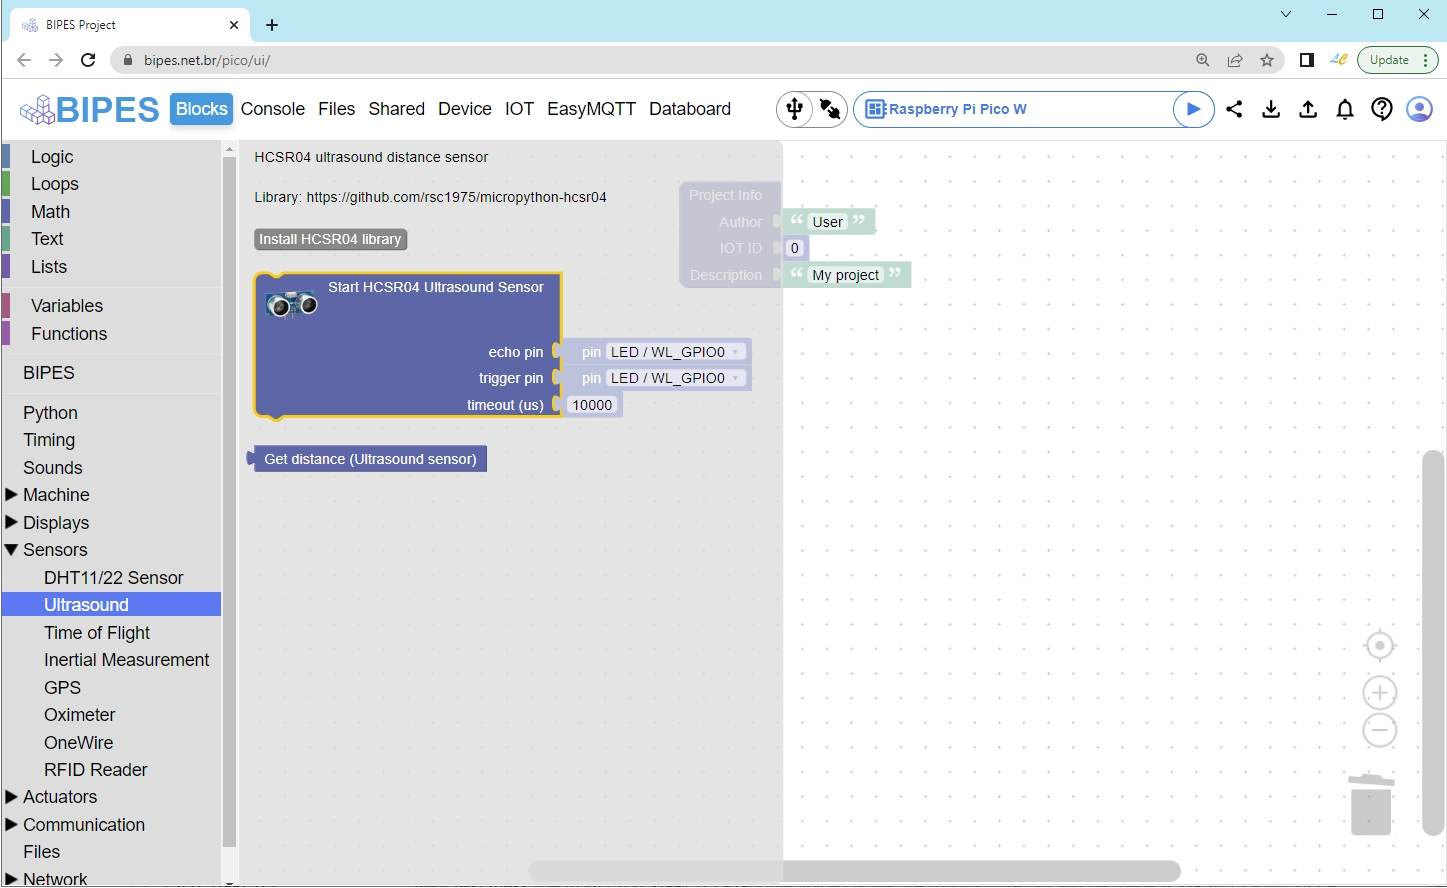 BIPES Project
bipes.net.br/pico/ui/
Update
BIPES
Blocks Console Files Shared Device IOT EasyMQTT Databoard
Raspberry Pi Pico W
Logic
Loops
Math
Text
Lists
Variables
Functions
BIPES
Python
Timing
Sounds
Machine
Displays
Sensors
DHT11/22 Sensor
Ultrasound
Time of Flight
Inertial Measurement
GPS
Oximeter
OneWire
RFID Reader
Actuators
Communication
Files
Network
HCSR04 ultrasound distance sensor
Library: https://github.com/rsc1975/micropython-hcsr04
Install HCSR04 library
Start HCSR04 Ultrasound Sensor
echo pin pin LED / WL_GPIO0
trigger pin pin LED / WL_GPIO0
timeout (us) 10000
Get distance (Ultrasound sensor)
Project Info
Author “ User ”
IOT ID 0
Description “ My project ”